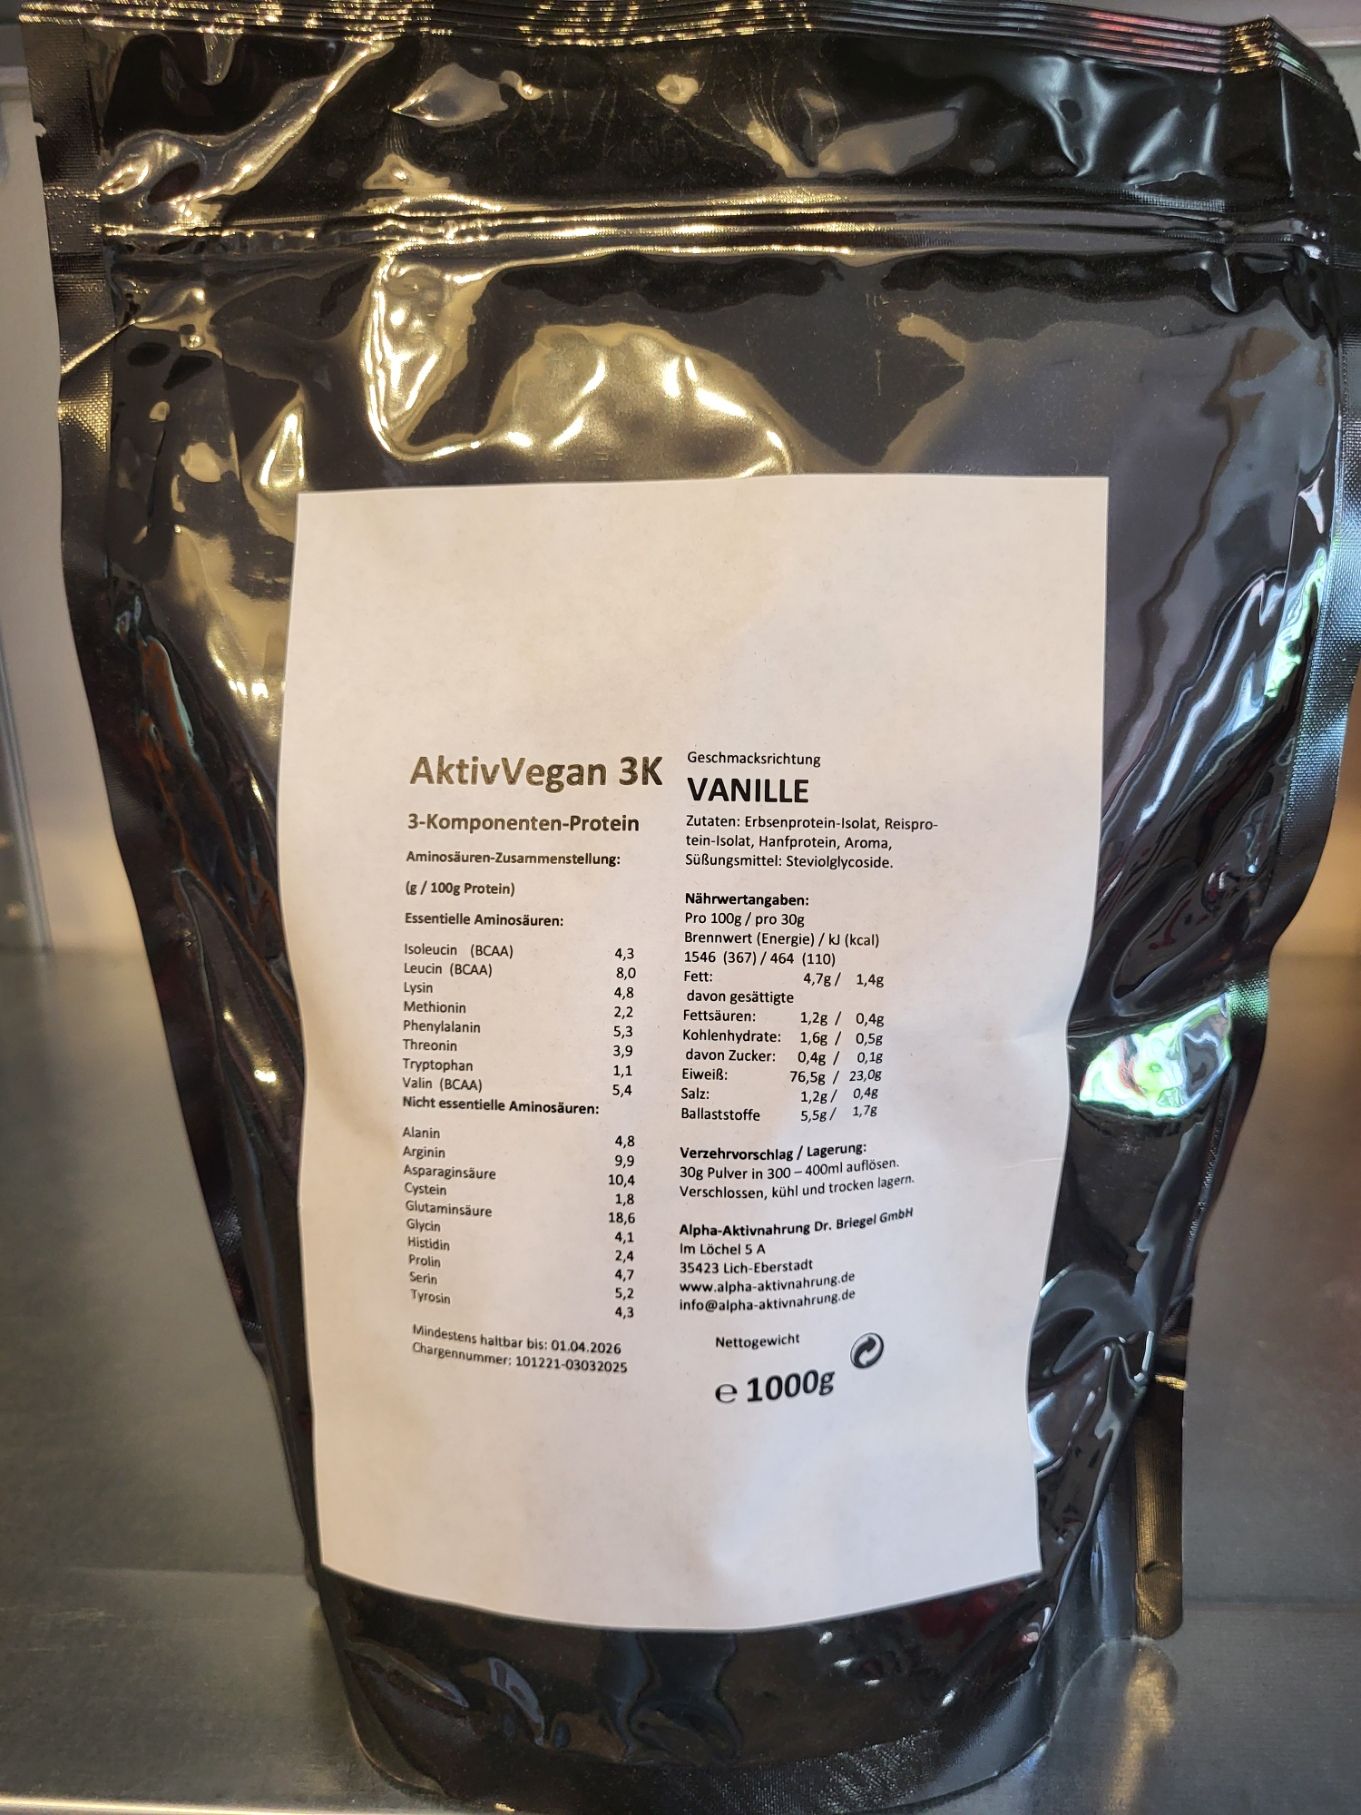 AktivVegan 3K
3-Komponenten-Protein
Aminosäuren-Zusammenstellung:
(g / 100g Protein)
Essentielle Aminosäuren:
Isoleucin (BCAA) 4,3
Leucin (BCAA) 8,0
Lysin 4,8
Methionin 2,2
Phenylalanin 5,3
Threonin 3,9
Tryptophan 1,1
Valin (BCAA) 5,4
Nicht essentielle Aminosäuren:
Alanin 4,8
Arginin 9,9
Asparaginsäure 10,4
Cystein 1,8
Glutaminsäure 18,6
Glycin 4,1
Histidin 2,4
Prolin 4,7
Serin 5,2
Tyrosin 4,3
Mindestens haltbar bis: 01.04.2026
Chargennummer: 101221-03032025
Geschmacksrichtung
VANILLE
Zutaten: Erbsenprotein-Isolat, Reispro-
tein-Isolat, Hanfprotein, Aroma,
Süßungsmittel: Steviolglycoside.
Nährwertangaben:
Pro 100g / pro 30g
Brennwert (Energie) / kJ (kcal)
1546 (367) / 464 (110)
Fett: 4,7g / 1,4g
davon gesättigte
Fettsäuren: 1,2g / 0,4g
Kohlenhydrate: 1,6g / 0,5g
davon Zucker: 0,4g / 0,1g
Eiweiß: 76,5g / 23,0g
Salz: 1,2g / 0,4g
Ballaststoffe 5,5g / 1,7g
Verzehrvorschlag / Lagerung:
30g Pulver in 300 – 400ml auflösen.
Verschlossen, kühl und trocken lagern.
Alpha-Aktivnahrung Dr. Briegel GmbH
Im Löchel 5 A
35423 Lich-Eberstadt
www.alpha-aktivnahrung.de
info@alpha-aktivnahrung.de
Nettogewicht
e 1000g